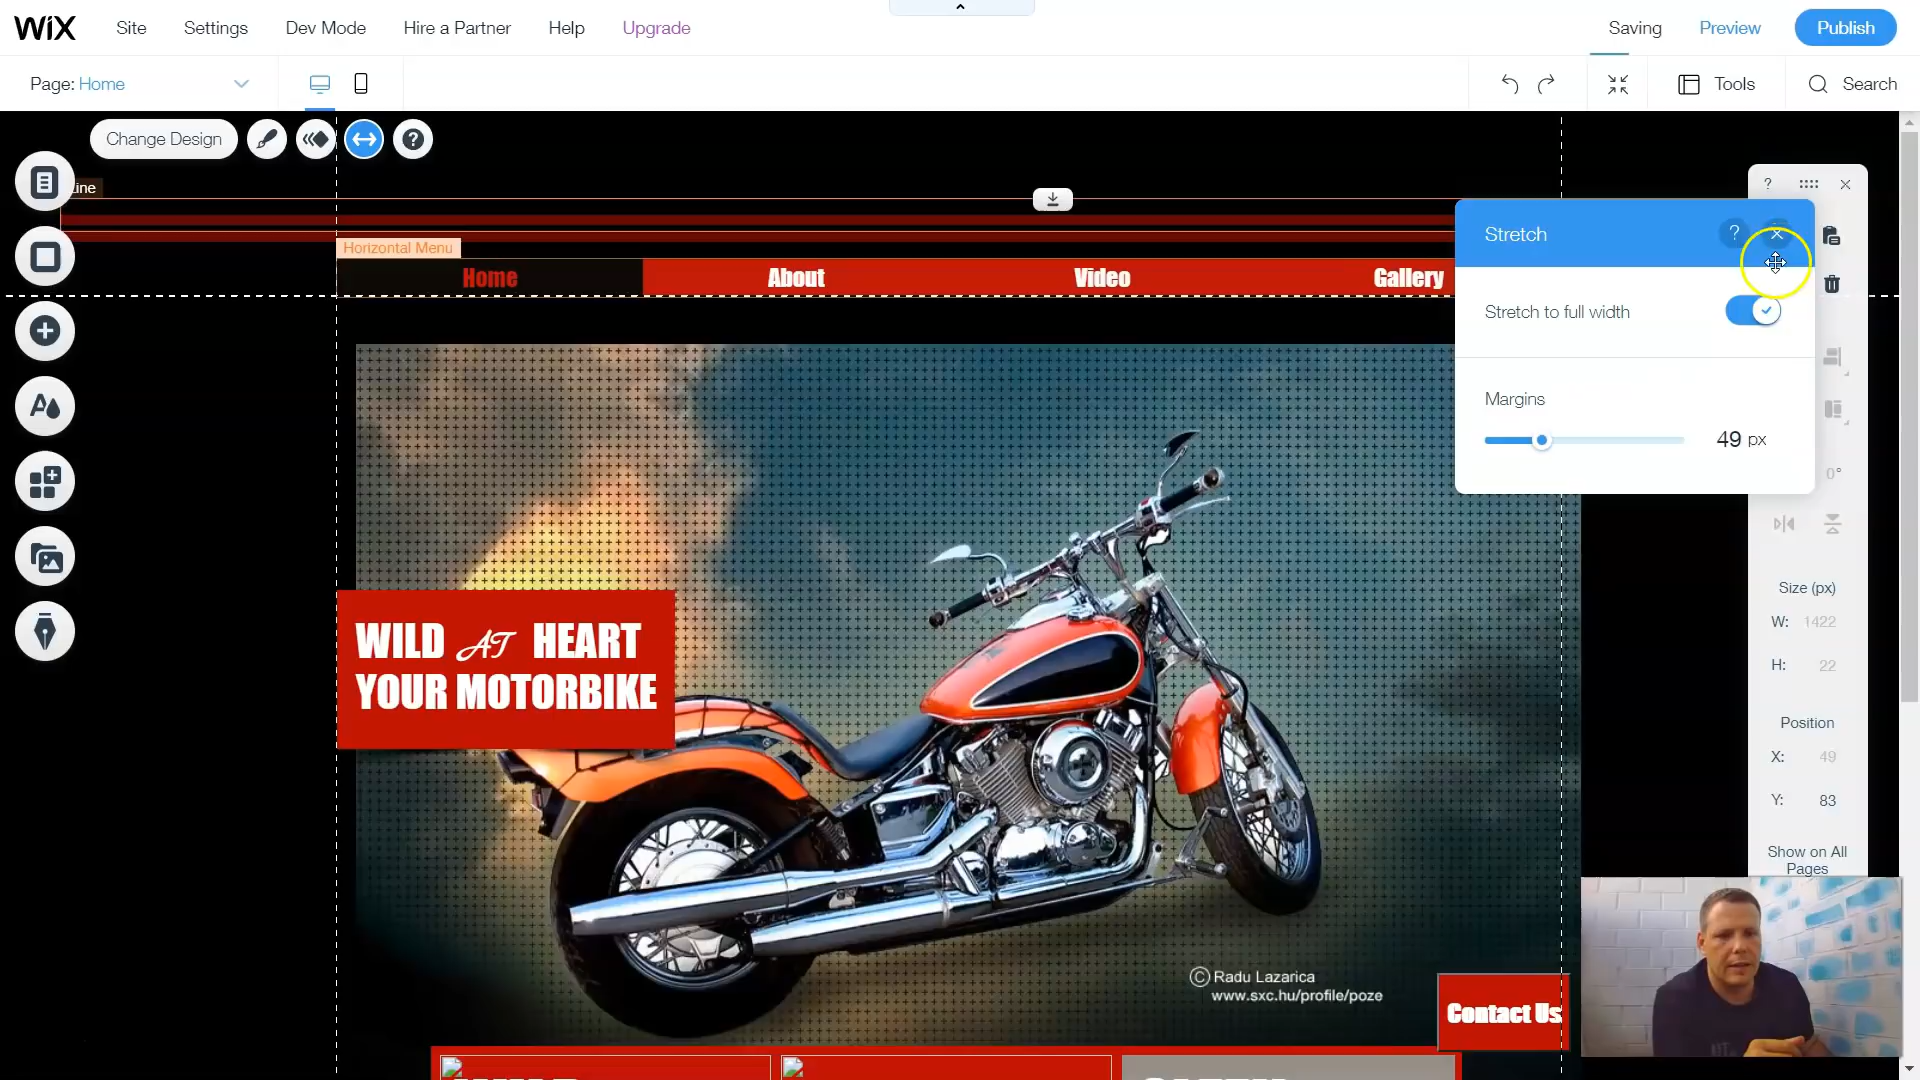 WiX Site Settings Dev Mode Hire a Partner Help Upgrade Saving Preview Publish
Page: Home Tools Search
Change Design
Line
Horizontal Menu
Home About Video Gallery
Stretch
Stretch to full width
Margins
49 px
0°
Size (px)
W: 1422
H: 22
Position
X: 49
Y: 83
Show on All
Pages
WILD AT HEART
YOUR MOTORBIKE
© Radu Lazarica
www.sxc.hu/profile/poze
Contact Us